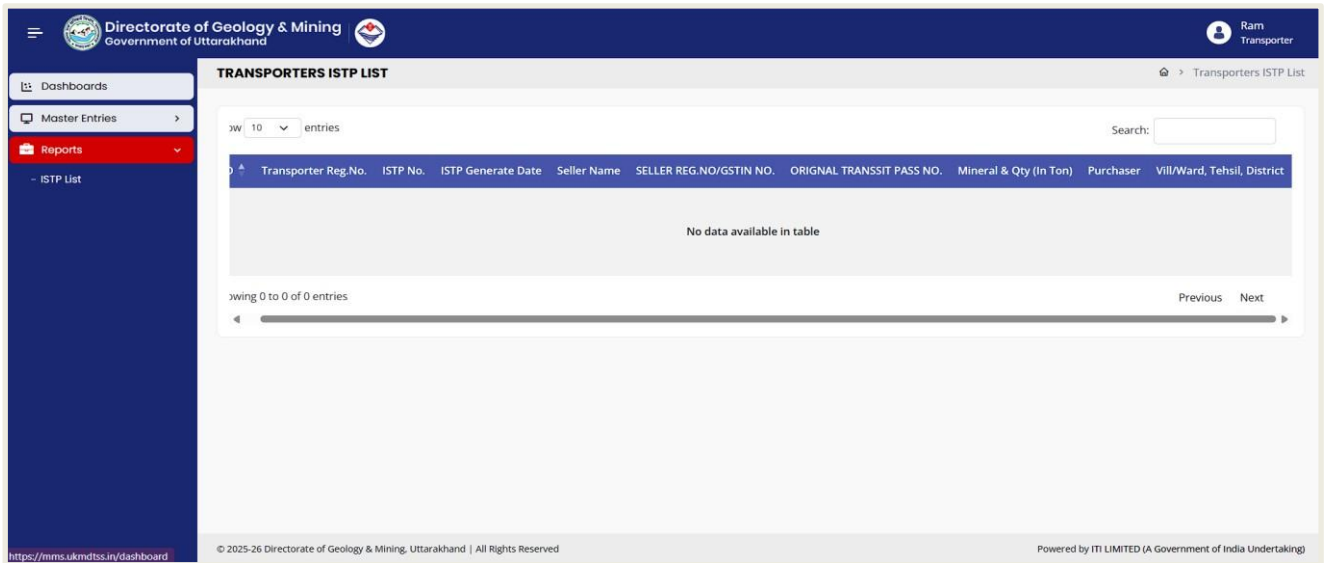 Directorate of Geology & Mining
Government of Uttarakhand
Ram
Transporter
Dashboards
Master Entries
Reports
- ISTP List
TRANSPORTERS ISTP LIST
Transporters ISTP List
ow 10 entries
Search:
Transporter Reg.No. ISTP No. ISTP Generate Date Seller Name SELLER REG.NO/GSTIN NO. ORIGNAL TRANSSIT PASS NO. Mineral & Qty (In Ton) Purchaser Vill/Ward, Tehsil, District
No data available in table
owing 0 to 0 of 0 entries
Previous Next
https://mms.ukmdtss.in/dashboard
© 2025-26 Directorate of Geology & Mining, Uttarakhand | All Rights Reserved
Powered by ITI LIMITED (A Government of India Undertaking)